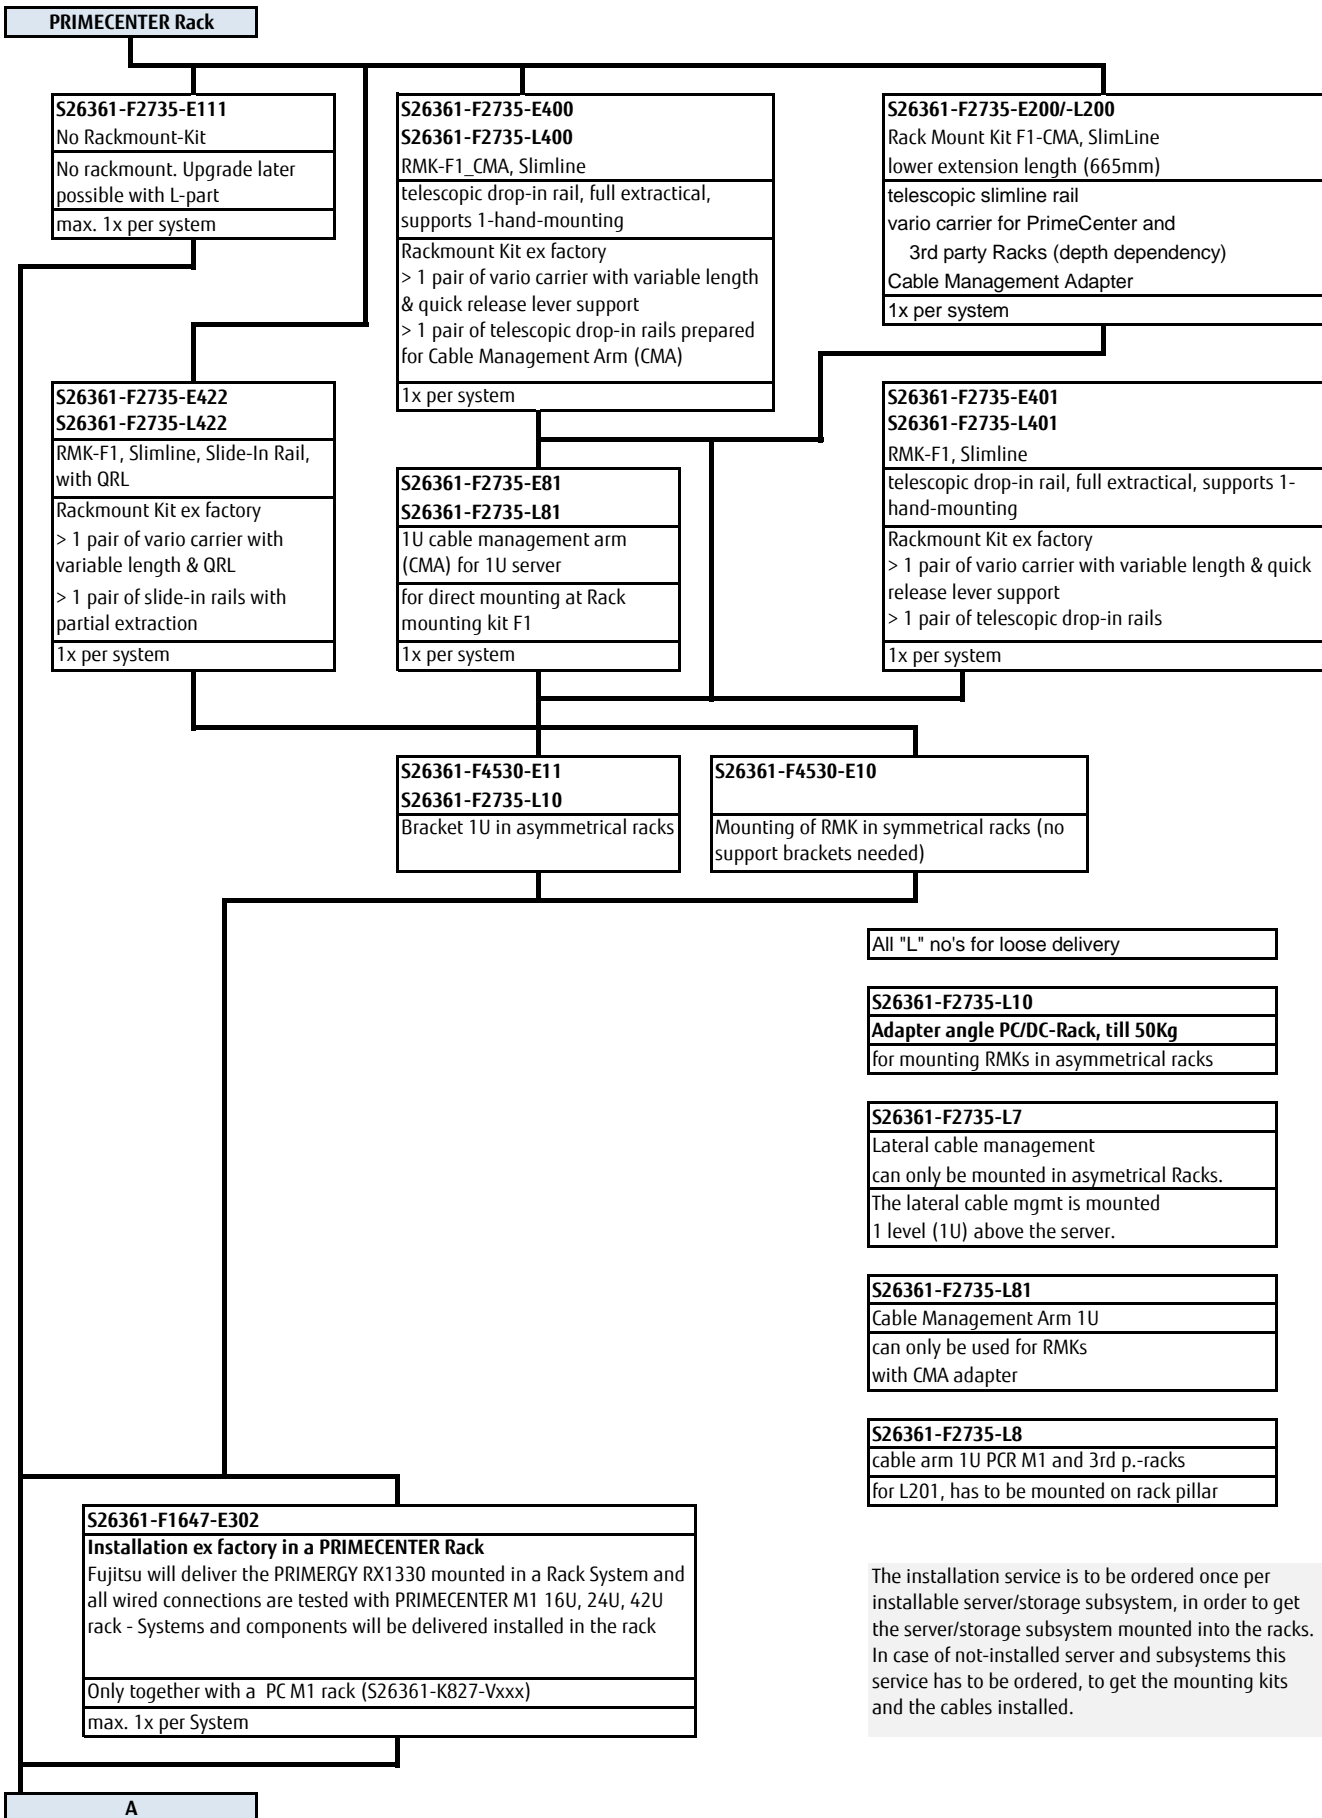 PRIMECENTER Rack
S26361-F2735-E111
No Rackmount-Kit
No rackmount. Upgrade later
possible with L-part
max. 1x per system
S26361-F2735-E400
S26361-F2735-L400
RMK-F1_CMA, Slimline
telescopic drop-in rail, full extractical,
supports 1-hand-mounting
Rackmount Kit ex factory
> 1 pair of vario carrier with variable length
& quick release lever support
> 1 pair of telescopic drop-in rails prepared
for Cable Management Arm (CMA)
1x per system
S26361-F2735-E200/-L200
Rack Mount Kit F1-CMA, SlimLine
lower extension length (665mm)
telescopic slimline rail
vario carrier for PrimeCenter and
3rd party Racks (depth dependency)
Cable Management Adapter
1x per system
S26361-F2735-E422
S26361-F2735-L422
RMK-F1, Slimline, Slide-In Rail,
with QRL
Rackmount Kit ex factory
> 1 pair of vario carrier with
variable length & QRL
> 1 pair of slide-in rails with
partial extraction
1x per system
S26361-F2735-E81
S26361-F2735-L81
1U cable management arm
(CMA) for 1U server
for direct mounting at Rack
mounting kit F1
1x per system
S26361-F2735-E401
S26361-F2735-L401
RMK-F1, Slimline
telescopic drop-in rail, full extractical, supports 1-
hand-mounting
Rackmount Kit ex factory
> 1 pair of vario carrier with variable length & quick
release lever support
> 1 pair of telescopic drop-in rails
1x per system
S26361-F4530-E11
S26361-F2735-L10
Bracket 1U in asymmetrical racks
S26361-F4530-E10
Mounting of RMK in symmetrical racks (no
support brackets needed)
All "L" no's for loose delivery
S26361-F2735-L10
Adapter angle PC/DC-Rack, till 50Kg
for mounting RMKs in asymmetrical racks
S26361-F2735-L7
Lateral cable management
can only be mounted in asymetrical Racks.
The lateral cable mgmt is mounted
1 level (1U) above the server.
S26361-F2735-L81
Cable Management Arm 1U
can only be used for RMKs
with CMA adapter
S26361-F2735-L8
cable arm 1U PCR M1 and 3rd p.-racks
for L201, has to be mounted on rack pillar
S26361-F1647-E302
Installation ex factory in a PRIMECENTER Rack
Fujitsu will deliver the PRIMERGY RX1330 mounted in a Rack System and
all wired connections are tested with PRIMECENTER M1 16U, 24U, 42U
rack - Systems and components will be delivered installed in the rack
Only together with a  PC M1 rack (S26361-K827-Vxxx)
max. 1x per System
The installation service is to be ordered once per
installable server/storage subsystem, in order to get
the server/storage subsystem mounted into the racks.
In case of not-installed server and subsystems this
service has to be ordered, to get the mounting kits
and the cables installed.
A